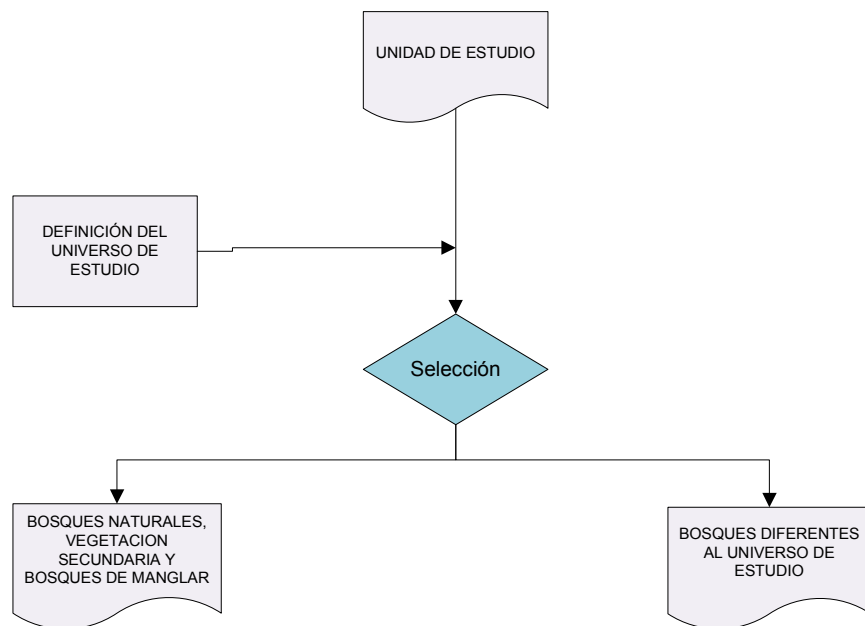 UNIDAD DE ESTUDIO
DEFINICIÓN DEL
UNIVERSO DE
ESTUDIO
Selección
BOSQUES NATURALES,
VEGETACION
SECUNDARIA Y
BOSQUES DE MANGLAR
BOSQUES DIFERENTES
AL UNIVERSO DE
ESTUDIO